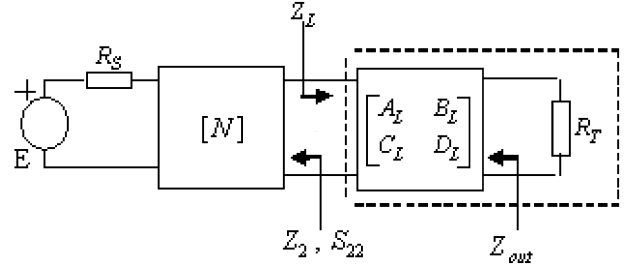 Z_L
R_S
+
E
[N]
A_L B_L
C_L D_L
R_T
Z_2 , S_22
Z_out